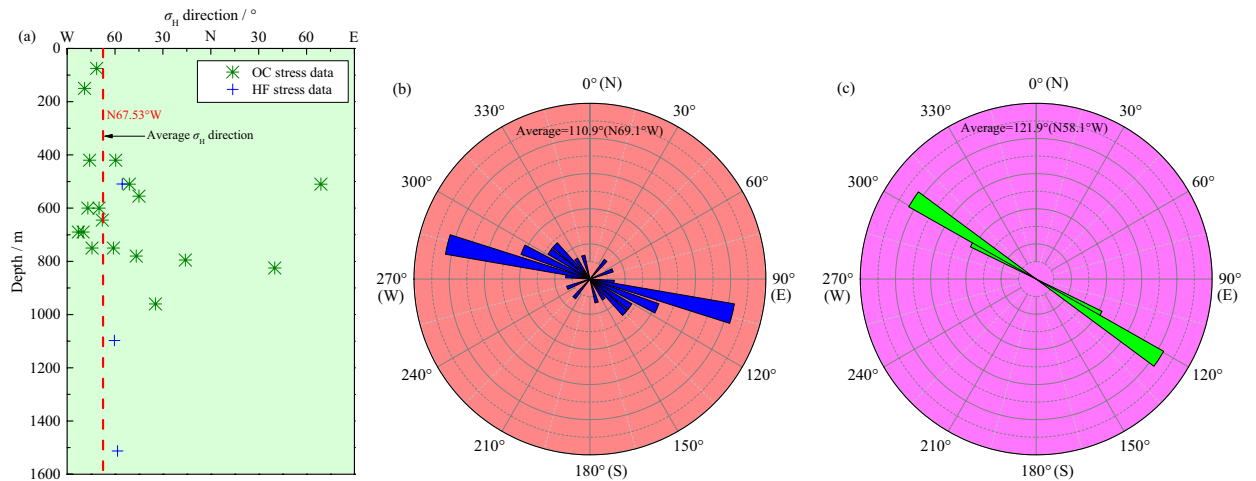 σH direction / °
(a)
W 60 30 N 30 60 E
0
200
400
600
800
1000
1200
1400
1600
Depth / m
OC stress data
HF stress data
N67.53°W
Average σH direction
(b)
0° (N)
30°
60°
90°
(E)
120°
150°
180° (S)
210°
240°
270°
(W)
300°
330°
Average=110.9°(N69.1°W)
(c)
0° (N)
30°
60°
90°
(E)
120°
150°
180° (S)
210°
240°
270°
(W)
300°
330°
Average=121.9°(N58.1°W)